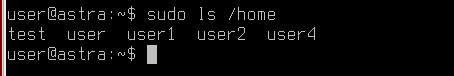 user@astra:~$ sudo ls /home
test  user  user1  user2  user4
user@astra:~$